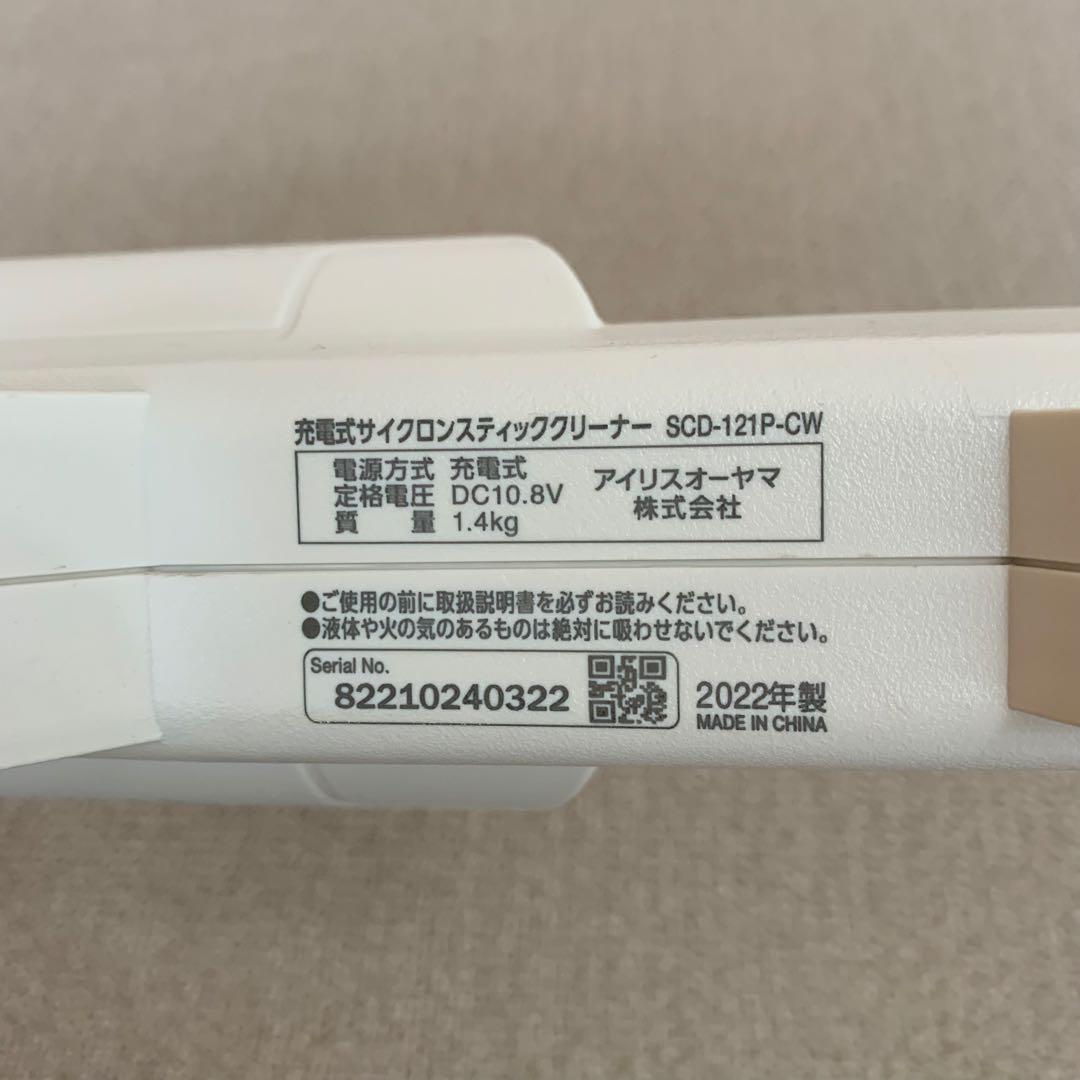 充電式サイクロンスティッククリーナー SCD-121P-CW
電源方式 充電式
定格電圧 DC10.8V
質 量 1.4kg
アイリスオーヤマ
株式会社
●ご使用の前に取扱説明書を必ずお読みください。
●液体や火の気のあるものは絶対に吸わせないでください。
Serial No.
82210240322
2022年製
MADE IN CHINA